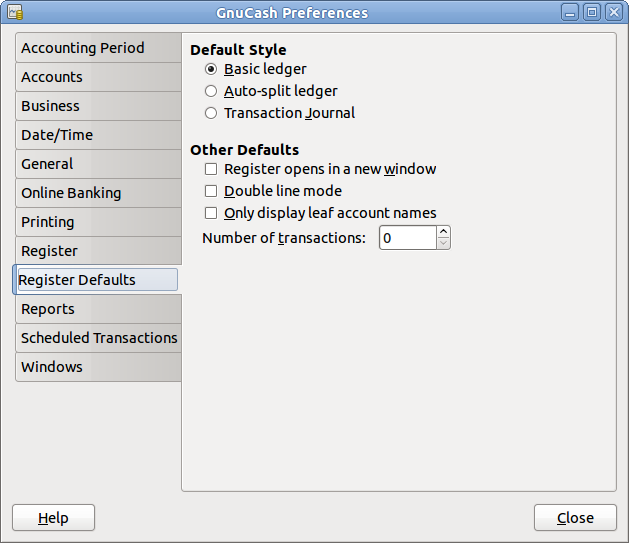 GnuCash Preferences
Accounting Period
Accounts
Business
Date/Time
General
Online Banking
Printing
Register
Register Defaults
Reports
Scheduled Transactions
Windows
Default Style
Basic ledger
Auto-split ledger
Transaction Journal
Other Defaults
Register opens in a new window
Double line mode
Only display leaf account names
Number of transactions: 0
Help
Close